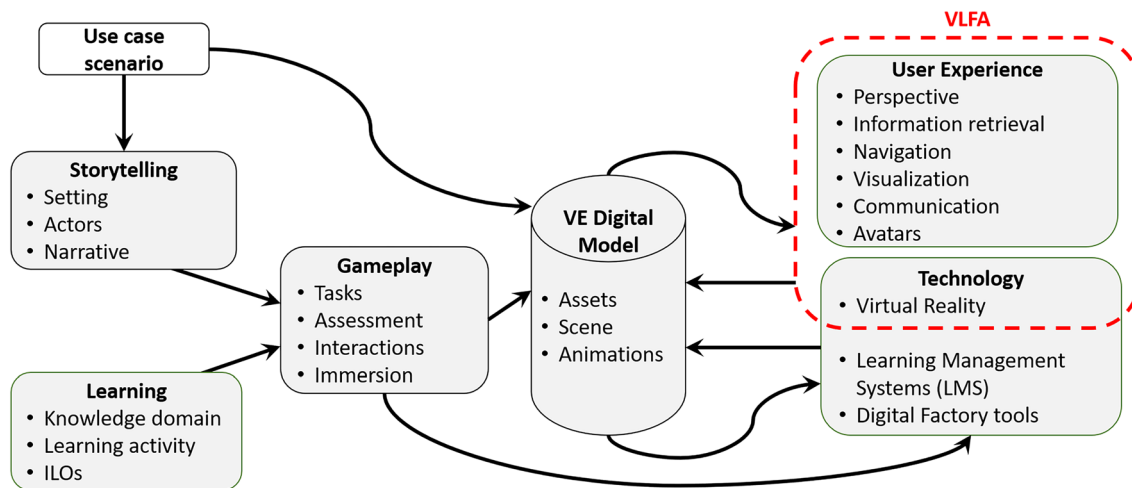 VLFA
Use case
scenario
Storytelling
• Setting
• Actors
• Narrative
Learning
• Knowledge domain
• Learning activity
• ILOs
Gameplay
• Tasks
• Assessment
• Interactions
• Immersion
VE Digital
Model
• Assets
• Scene
• Animations
User Experience
• Perspective
• Information retrieval
• Navigation
• Visualization
• Communication
• Avatars
Technology
• Virtual Reality
• Learning Management
Systems (LMS)
• Digital Factory tools